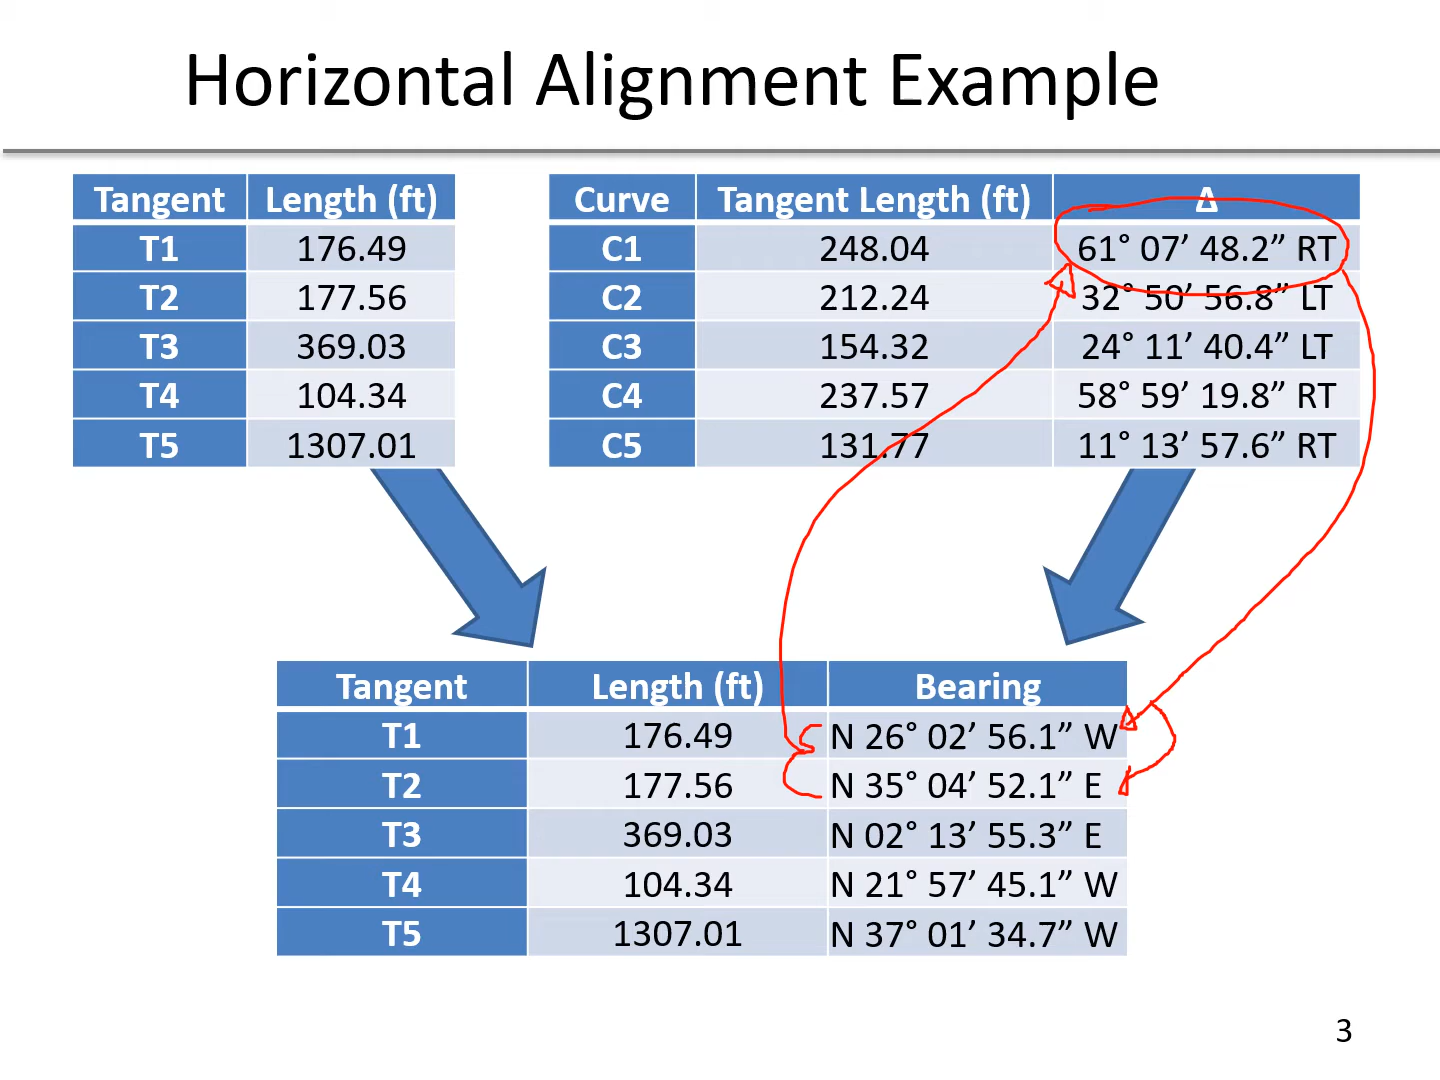 Horizontal Alignment Example
Tangent Length (ft)
T1 176.49
T2 177.56
T3 369.03
T4 104.34
T5 1307.01
Curve Tangent Length (ft) Δ
C1 248.04 61° 07’ 48.2” RT
C2 212.24 32° 50’ 56.8” LT
C3 154.32 24° 11’ 40.4” LT
C4 237.57 58° 59’ 19.8” RT
C5 131.77 11° 13’ 57.6” RT
Tangent Length (ft) Bearing
T1 176.49 N 26° 02’ 56.1” W
T2 177.56 N 35° 04’ 52.1” E
T3 369.03 N 02° 13’ 55.3” E
T4 104.34 N 21° 57’ 45.1” W
T5 1307.01 N 37° 01’ 34.7” W
3